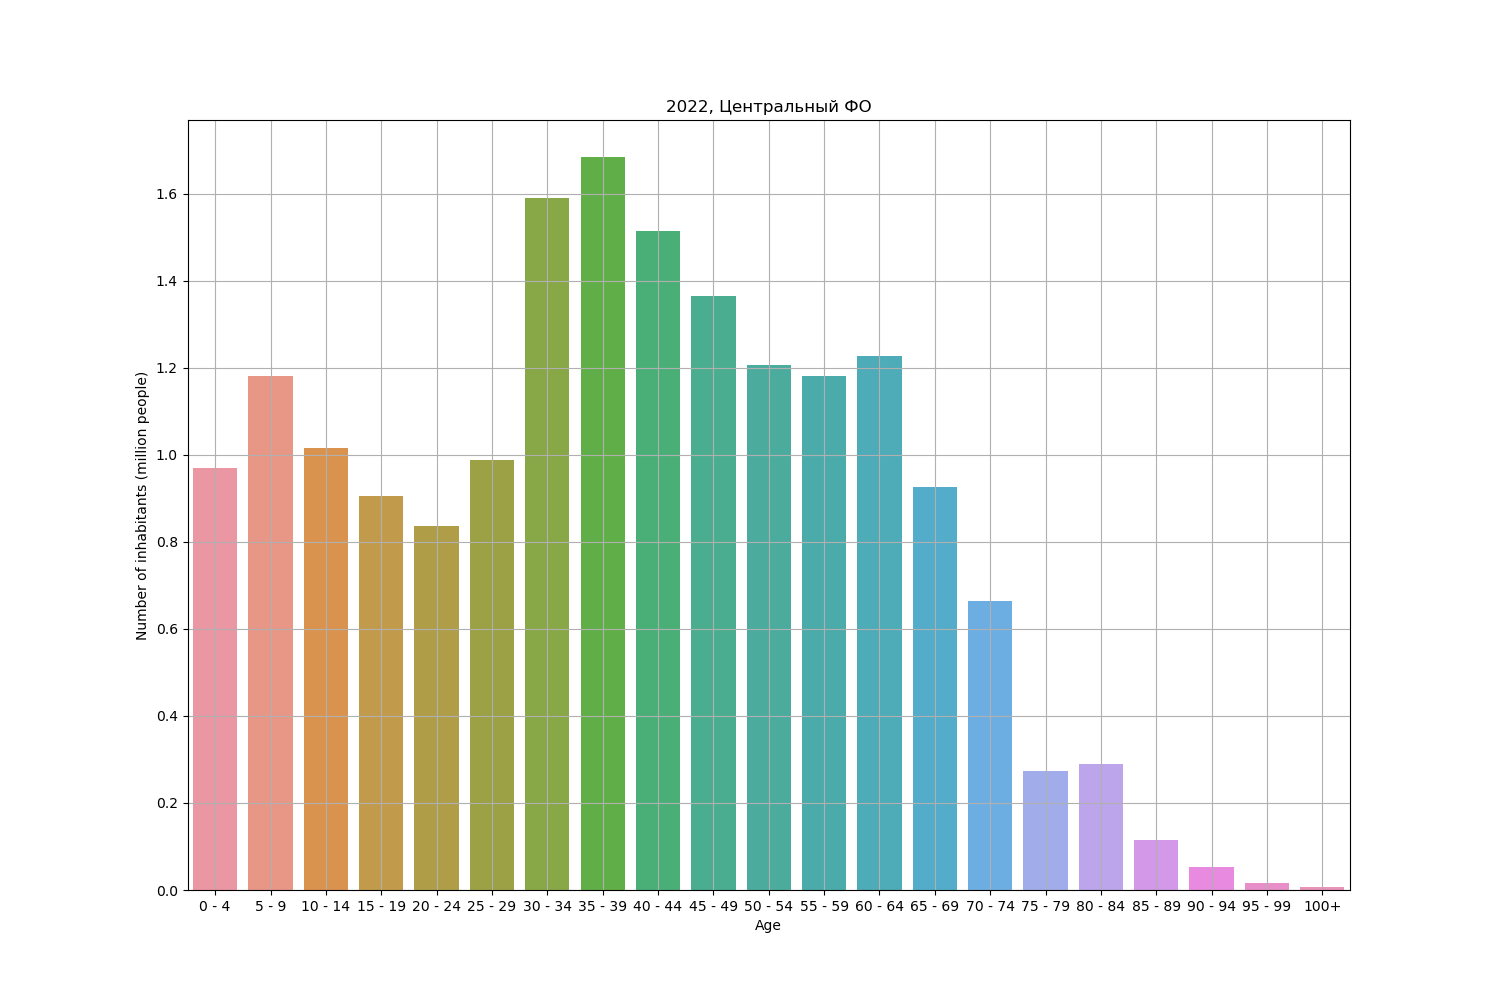 2022, Центральный ФО
Number of inhabitants (million people)
1.6
1.4
1.2
1.0
0.8
0.6
0.4
0.2
0.0
0 - 4 5 - 9 10 - 14 15 - 19 20 - 24 25 - 29 30 - 34 35 - 39 40 - 44 45 - 49 50 - 54 55 - 59 60 - 64 65 - 69 70 - 74 75 - 79 80 - 84 85 - 89 90 - 94 95 - 99 100+
Age